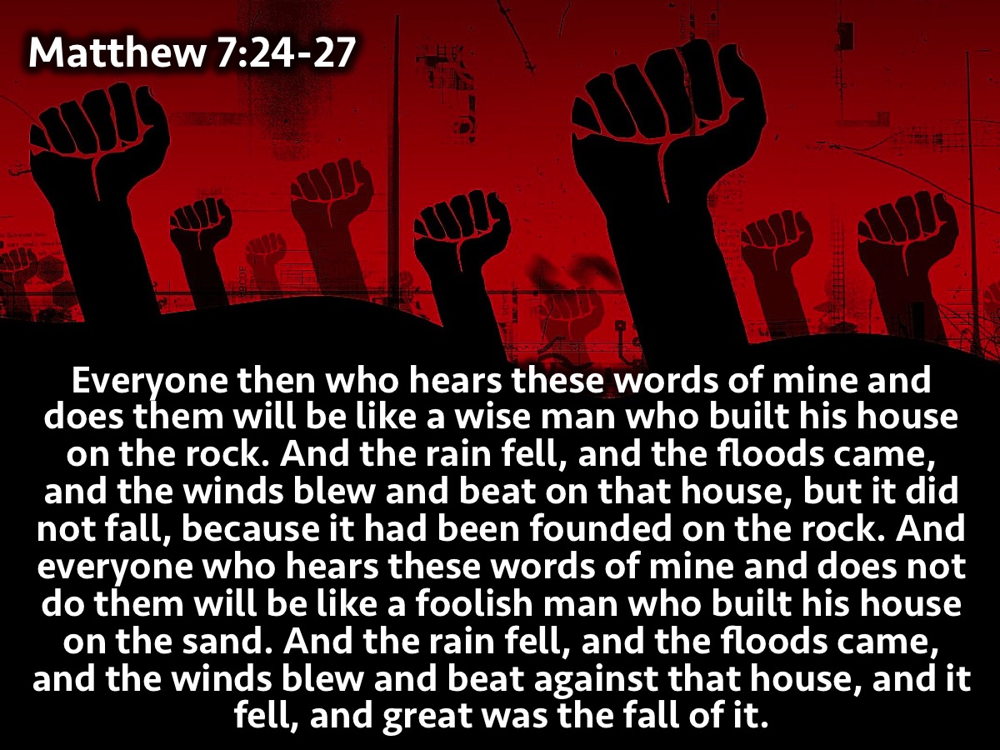 Matthew 7:24-27
Everyone then who hears these words of mine and
does them will be like a wise man who built his house
on the rock. And the rain fell, and the floods came,
and the winds blew and beat on that house, but it did
not fall, because it had been founded on the rock. And
everyone who hears these words of mine and does not
do them will be like a foolish man who built his house
on the sand. And the rain fell, and the floods came,
and the winds blew and beat against that house, and it
fell, and great was the fall of it.